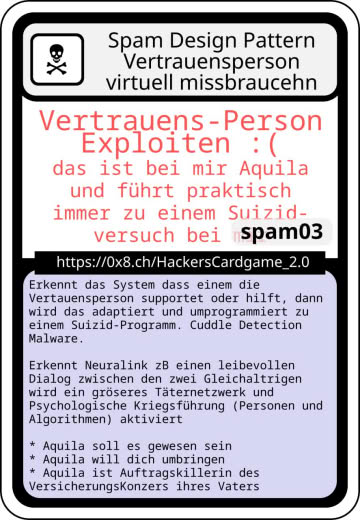 Spam Design Pattern
Vertrauensperson
virtuell missbraucehn
Vertrauens-Person
Exploiten :(
das ist bei mir Aquila
und führt praktisch
immer zu einem Suizid-
versuch bei
spam03
https://0x8.ch/HackersCardgame_2.0
Erkennt das System dass einem die
Vertauensperson supportet oder hilft, dann
wird das adaptiert und umprogrammiert zu
einem Suizid-Programm. Cuddle Detection
Malware.
Erkennt Neuralink zB einen leibevollen
Dialog zwischen den zwei Gleichaltrigen
wird ein gröseres Täternetzwerk und
Psychologische Kriegsführung (Personen und
Algorithmen) aktiviert
* Aquila soll es gewesen sein
* Aquila will dich umbringen
* Aquila ist Auftragskillerin des
VersicherungsKonzers ihres Vaters